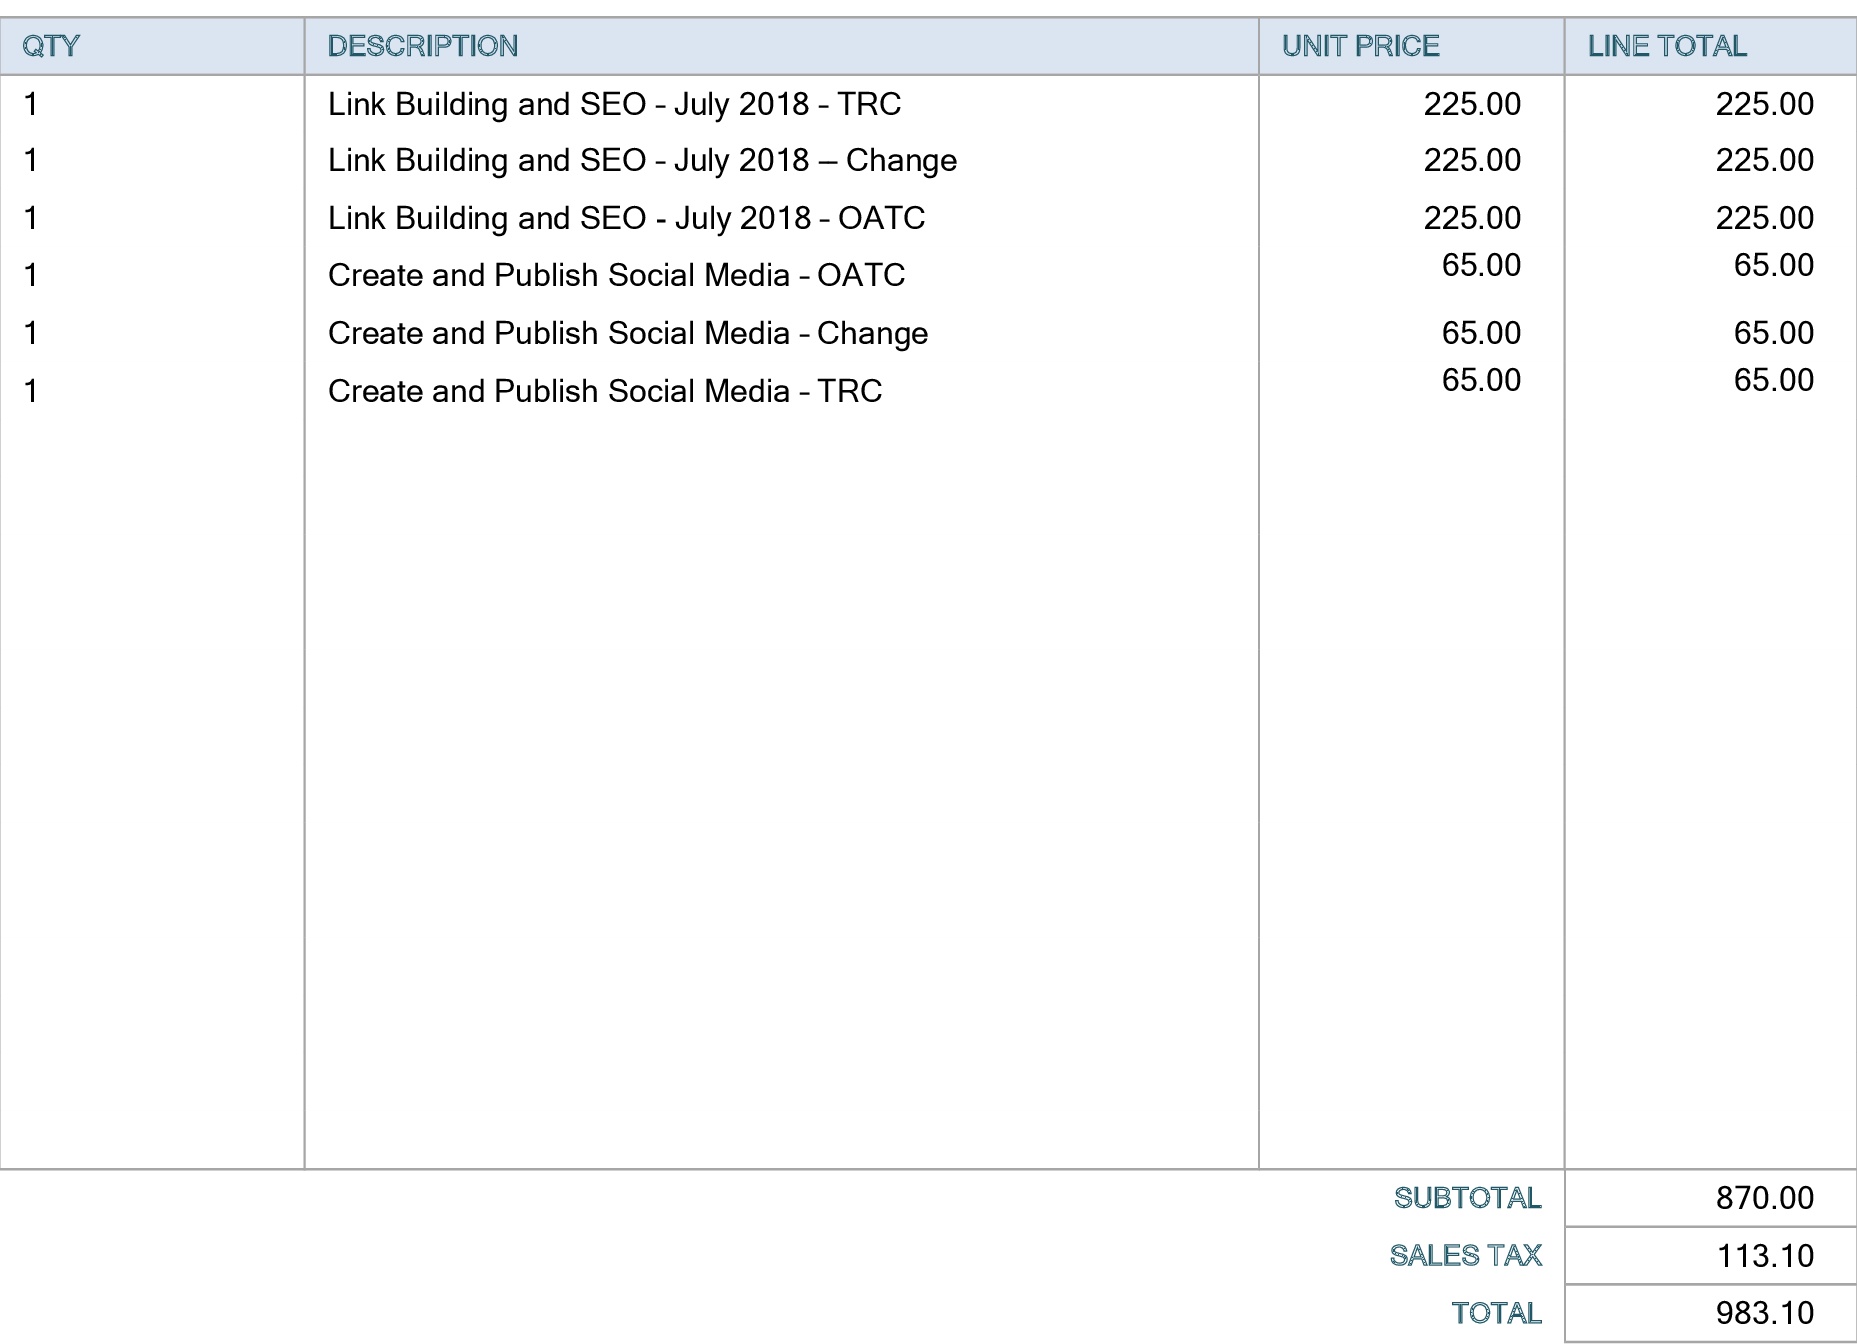 QTY DESCRIPTION UNIT PRICE LINE TOTAL
1 Link Building and SEO - July 2018 - TRC 225.00 225.00
1 Link Building and SEO - July 2018 – Change 225.00 225.00
1 Link Building and SEO - July 2018 - OATC 225.00 225.00
1 Create and Publish Social Media - OATC 65.00 65.00
1 Create and Publish Social Media - Change 65.00 65.00
1 Create and Publish Social Media - TRC 65.00 65.00
SUBTOTAL 870.00
SALES TAX 113.10
TOTAL 983.10